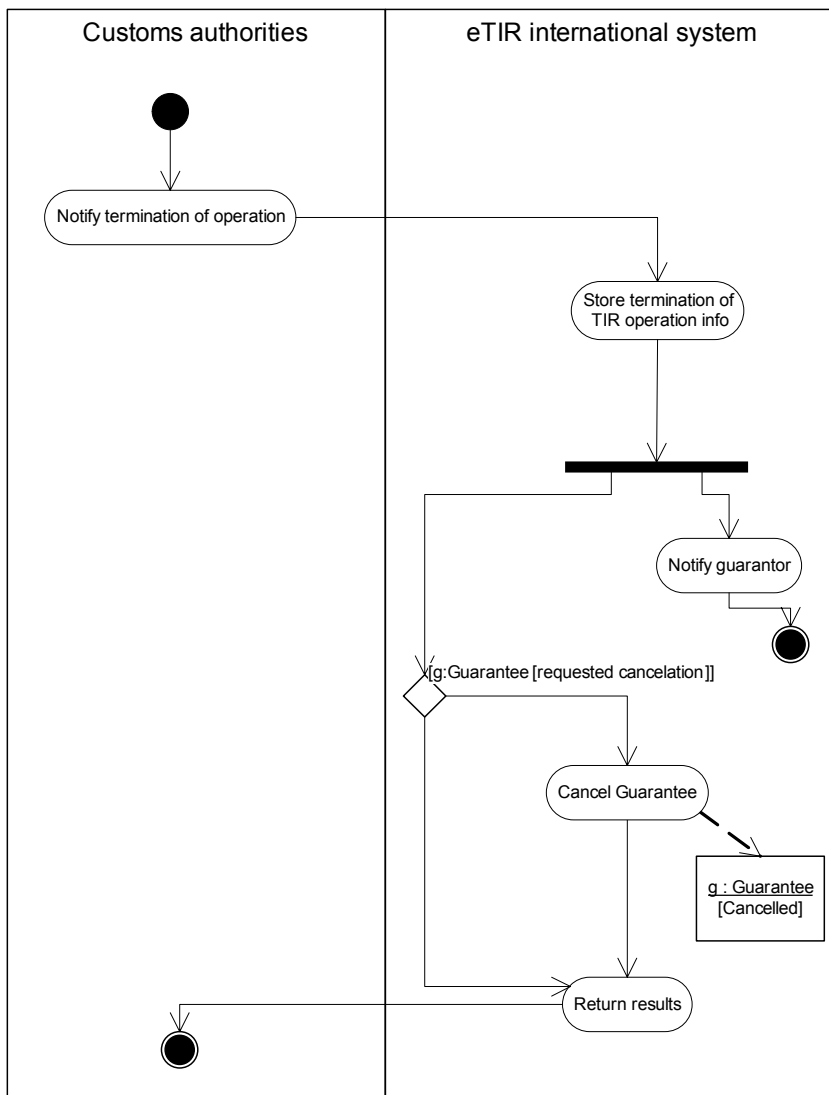 Customs authorities
eTIR international system
Notify termination of operation
Store termination of
TIR operation info
Notify guarantor
[g:Guarantee [requested cancelation]]
Cancel Guarantee
g : Guarantee
[Cancelled]
Return results